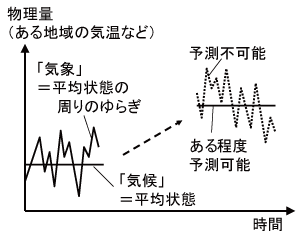 物理量
(ある地域の気温など)
予測不可能
「気象」
＝平均状態の
周りのゆらぎ
ある程度
予測可能
「気候」
＝平均状態
時間